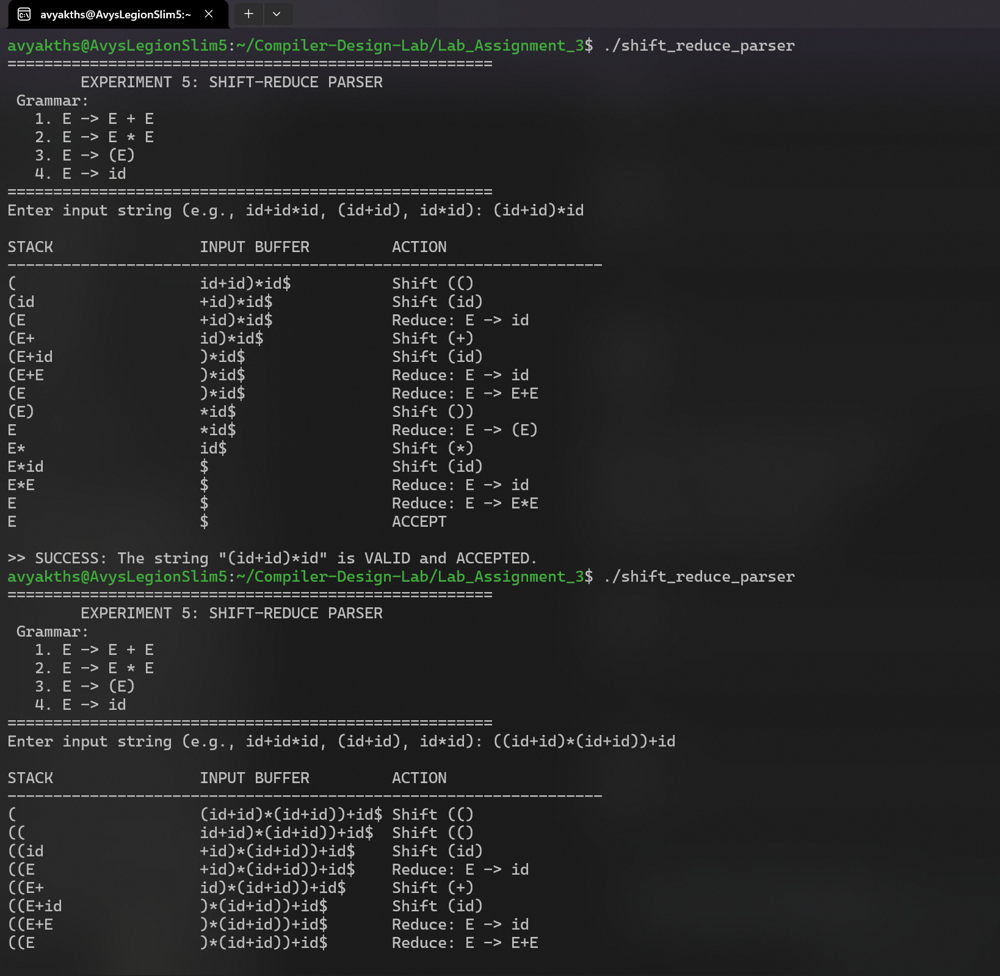 avyakths@AvysLegionSlim5:~
avyakths@AvysLegionSlim5:~/Compiler-Design-Lab/Lab_Assignment_3$ ./shift_reduce_parser
=====================================================
        EXPERIMENT 5: SHIFT-REDUCE PARSER
 Grammar:
   1. E -> E + E
   2. E -> E * E
   3. E -> (E)
   4. E -> id
=====================================================
Enter input string (e.g., id+id*id, (id+id), id*id): (id+id)*id

STACK                INPUT BUFFER         ACTION
-----------------------------------------------------------------
(                    id+id)*id$           Shift (()
(id                  +id)*id$             Shift (id)
(E                   +id)*id$             Reduce: E -> id
(E+                  id)*id$              Shift (+)
(E+id                )*id$                Shift (id)
(E+E                 )*id$                Reduce: E -> id
(E                   )*id$                Reduce: E -> E+E
(E)                  *id$                 Shift ())
E                    *id$                 Reduce: E -> (E)
E*                   id$                  Shift (*)
E*id                 $                    Shift (id)
E*E                  $                    Reduce: E -> id
E                    $                    Reduce: E -> E*E
E                    $                    ACCEPT

>> SUCCESS: The string "(id+id)*id" is VALID and ACCEPTED.
avyakths@AvysLegionSlim5:~/Compiler-Design-Lab/Lab_Assignment_3$ ./shift_reduce_parser
=====================================================
        EXPERIMENT 5: SHIFT-REDUCE PARSER
 Grammar:
   1. E -> E + E
   2. E -> E * E
   3. E -> (E)
   4. E -> id
=====================================================
Enter input string (e.g., id+id*id, (id+id), id*id): ((id+id)*(id+id))+id

STACK                INPUT BUFFER         ACTION
-----------------------------------------------------------------
(                    (id+id)*(id+id))+id$ Shift (()
((                   id+id)*(id+id))+id$  Shift (()
((id                 +id)*(id+id))+id$    Shift (id)
((E                  +id)*(id+id))+id$    Reduce: E -> id
((E+                 id)*(id+id))+id$     Shift (+)
((E+id               )*(id+id))+id$       Shift (id)
((E+E                )*(id+id))+id$       Reduce: E -> id
((E                  )*(id+id))+id$       Reduce: E -> E+E